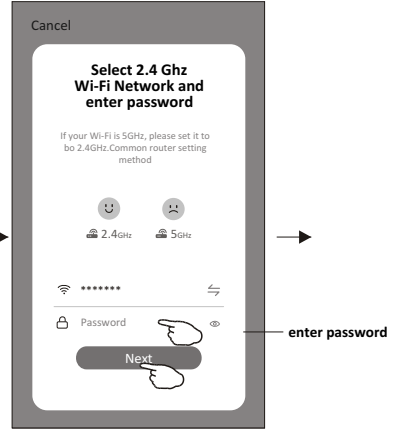 Cancel
Select 2.4 Ghz
Wi-Fi Network and
enter password
If your Wi-Fi is 5GHz, please set it to
bo 2.4GHz.Common router setting
method
2.4GHz 5GHz
*******
Password
enter password
Next